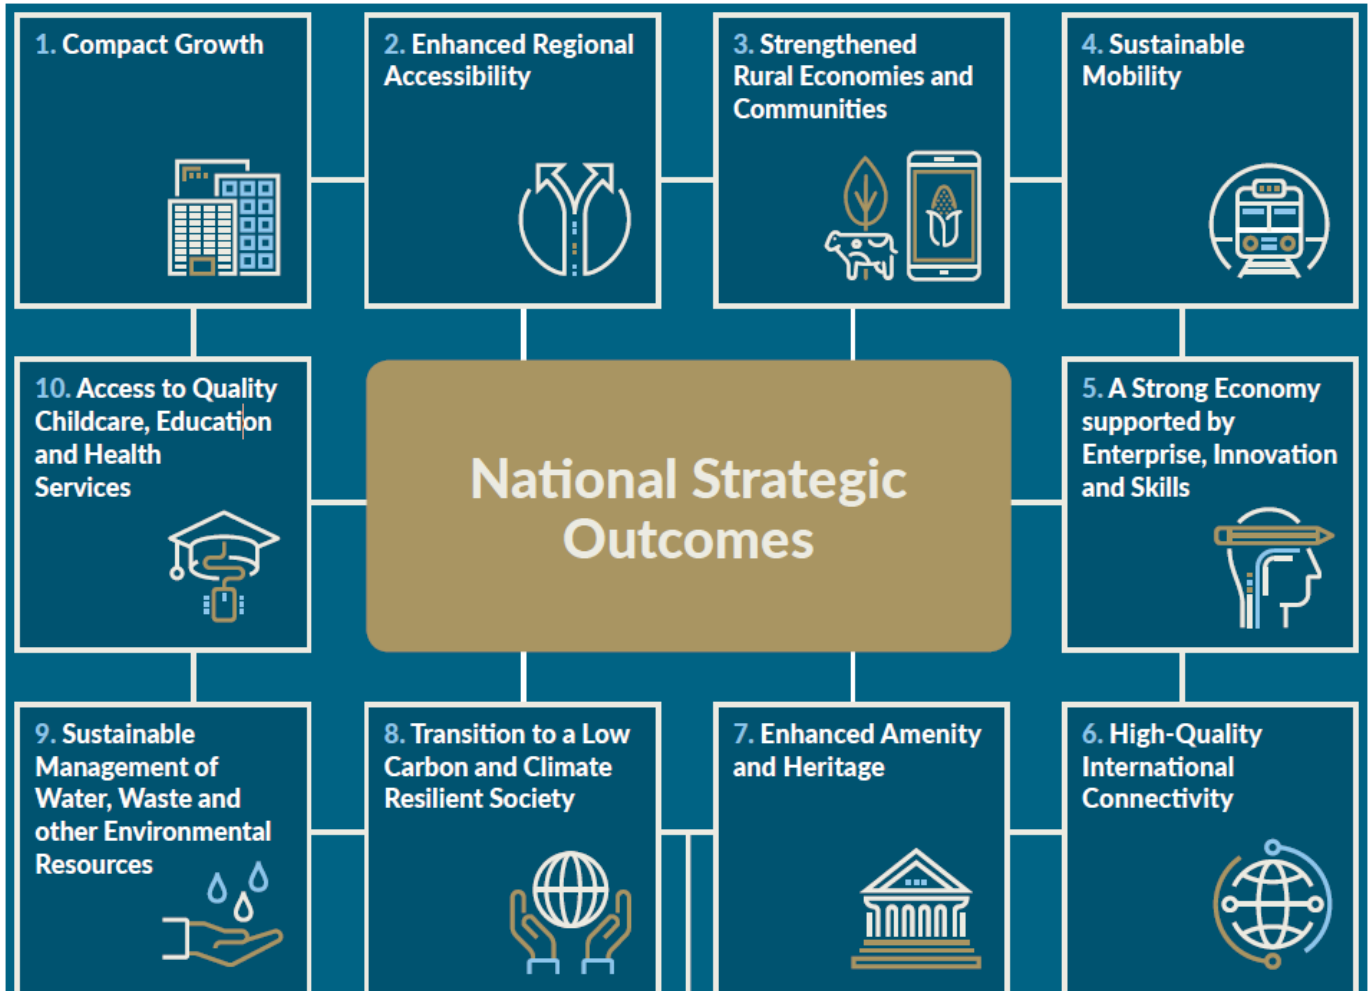 1. Compact Growth
2. Enhanced Regional
Accessibility
3. Strengthened
Rural Economies and
Communities
4. Sustainable
Mobility
10. Access to Quality
Childcare, Education
and Health
Services
National Strategic
Outcomes
5. A Strong Economy
supported by
Enterprise, Innovation
and Skills
9. Sustainable
Management of
Water, Waste and
other Environmental
Resources
8. Transition to a Low
Carbon and Climate
Resilient Society
7. Enhanced Amenity
and Heritage
6. High-Quality
International
Connectivity